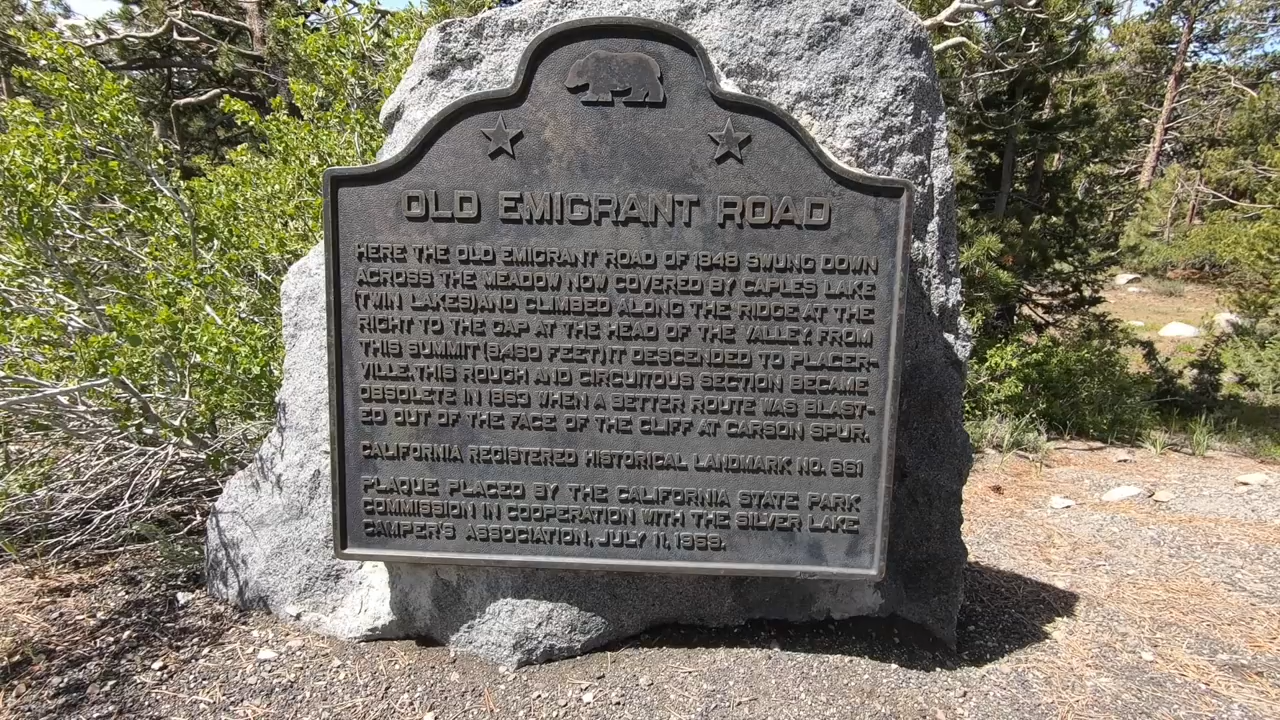 OLD EMIGRANT ROAD
HERE THE OLD EMIGRANT ROAD OF 1848 SWUNG DOWN
ACROSS THE MEADOW NOW COVERED BY CAPLES LAKE
(TWIN LAKES) AND CLIMBED ALONG THE RIDGE AT THE
RIGHT TO THE GAP AT THE HEAD OF THE VALLEY. FROM
THIS SUMMIT (9,460 FEET) IT DESCENDED TO PLACER-
VILLE. THIS ROUGH AND CIRCUITOUS SECTION BECAME
OBSOLETE IN 1863 WHEN A BETTER ROUTE WAS BLAST-
ED OUT OF THE FACE OF THE CLIFF AT CARSON SPUR.
CALIFORNIA REGISTERED HISTORICAL LANDMARK NO. 661
PLAQUE PLACED BY THE CALIFORNIA STATE PARK
COMMISSION IN COOPERATION WITH THE SILVER LAKE
CAMPER'S ASSOCIATION, JULY 11, 1959.